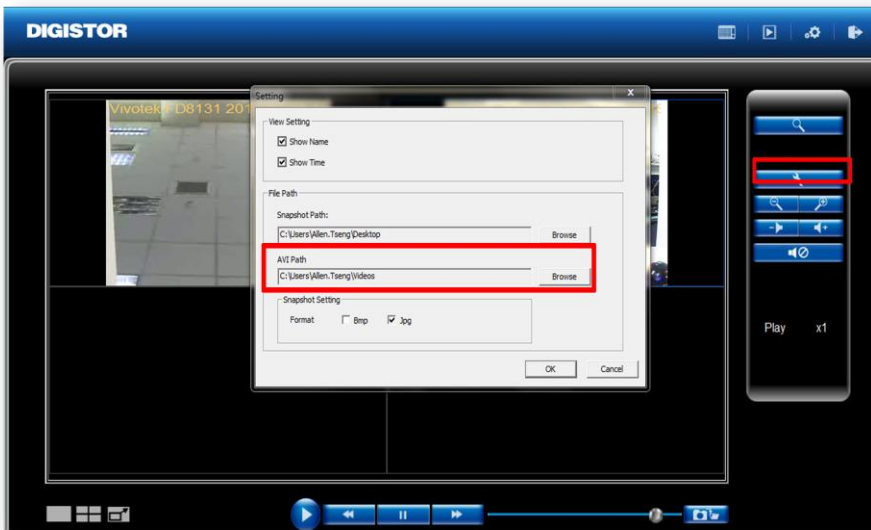 DIGISTOR
Vivotek FD8131 201
Setting
x
View Setting
Show Name
Show Time
File Path
Snapshot Path:
C:\Users\Allen.Tseng\Desktop
Browse
AVI Path
C:\Users\Allen.Tseng\Videos
Browse
Snapshot Setting
Format
Bmp
Jpg
OK
Cancel
Play x1